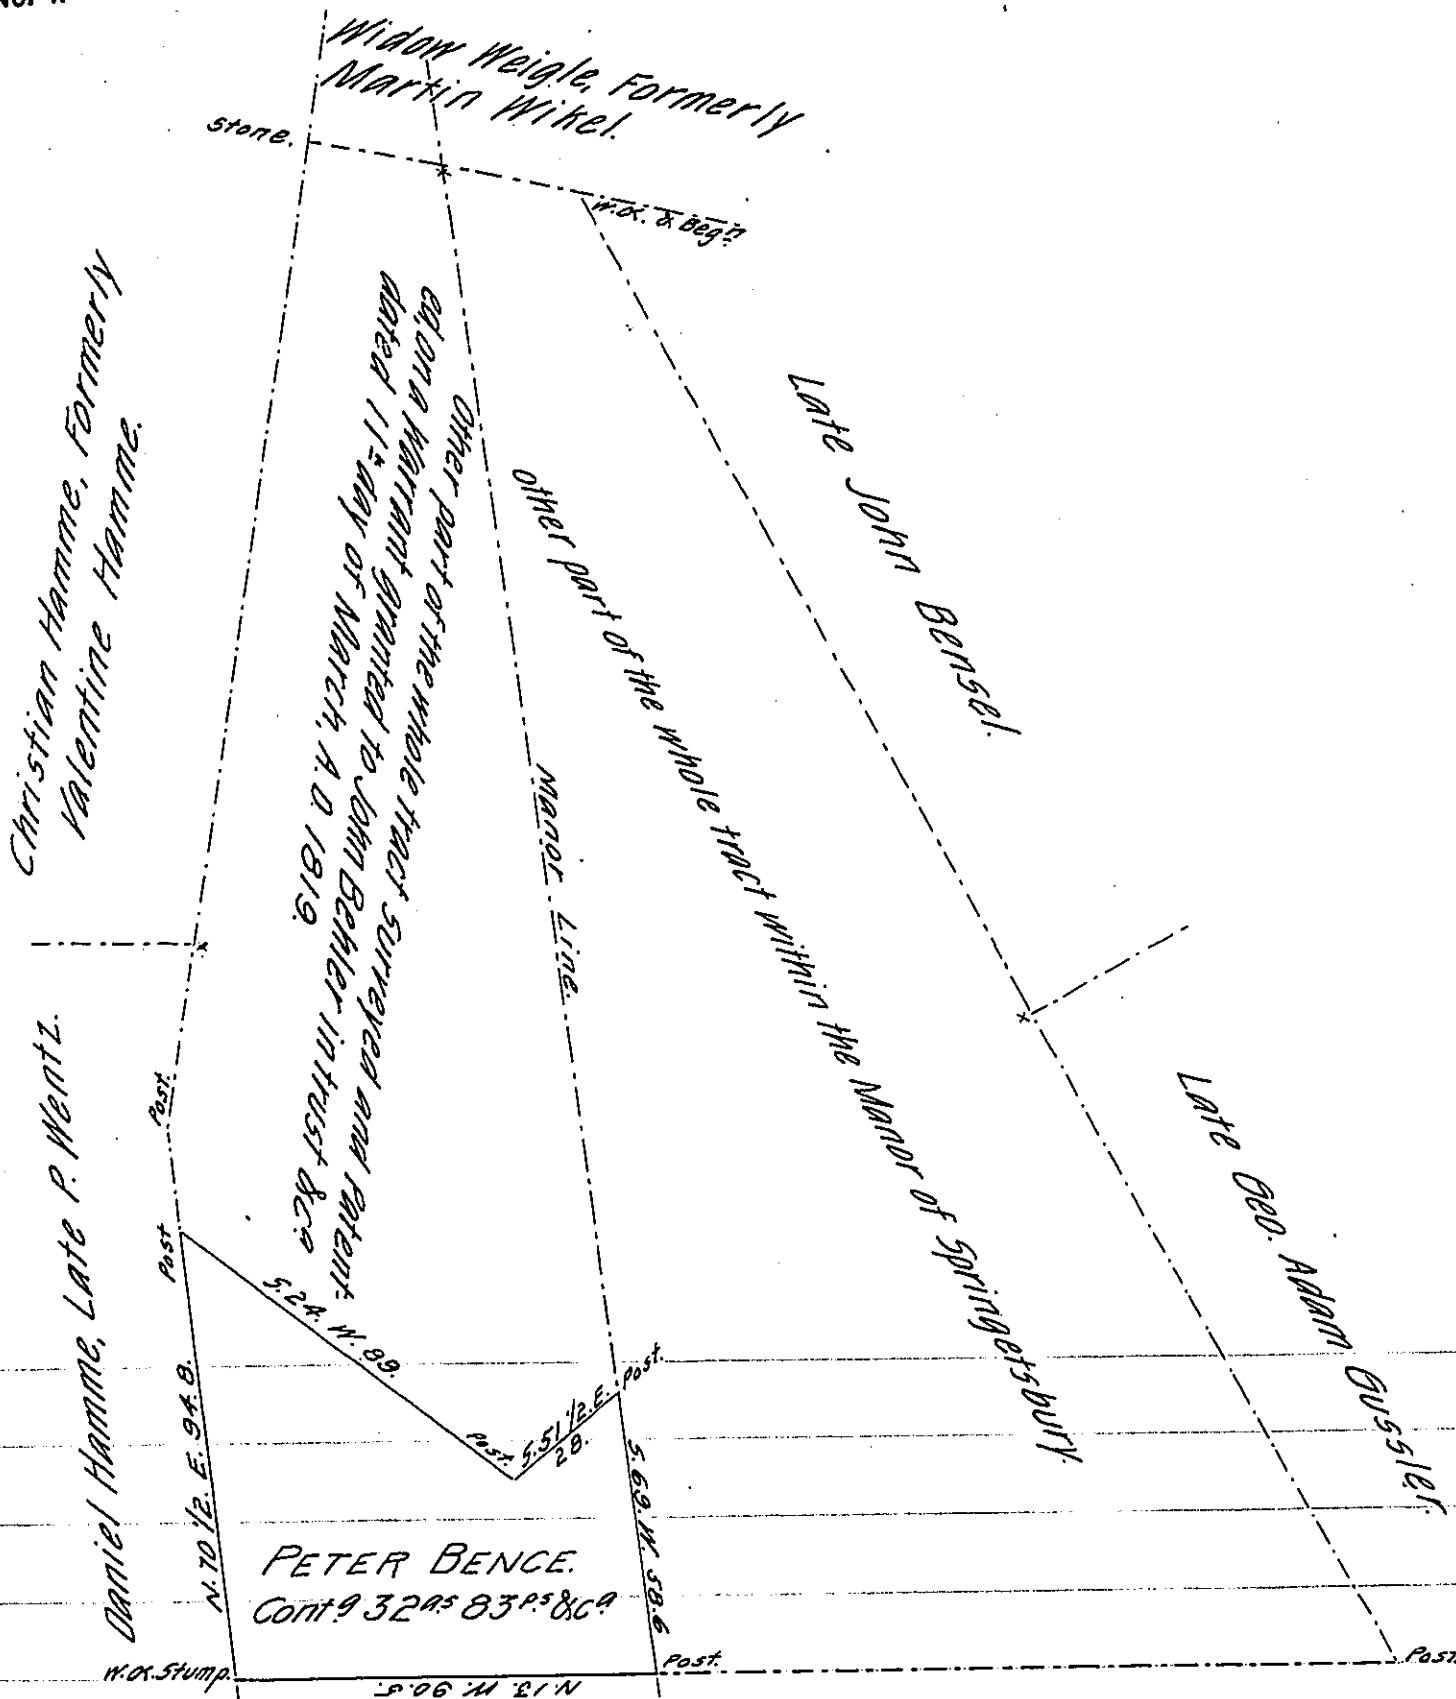 Widow Weigle, Formerly
Martin Wikel.
stone.
W.O. & Beg.n
Christian Hamme, Formerly
Valentine Hamme.
Other part of the whole tract Surveyed and Patent-
ed, on a Warrant granted to John Behler in trust &ca
dated 11th day of March, A.D. 1819.
Manor Line.
other part of the whole tract within the Manor of Springetsbury.
Late John Bensel.
Late Geo. Adam Gussler
Daniel Hamme, Late P. Wentz.
Post.
Post
S. 24. W. 89.
Post.
S. 51 1/2. E.
28.
Post.
N. 70 1/2. E. 94.8.
S. 69. W. 58.6
PETER BENCE.
Contg 32as 83ps &ca
W.O. Stump.
N. 13. W. 90.5.
Post.
Post.